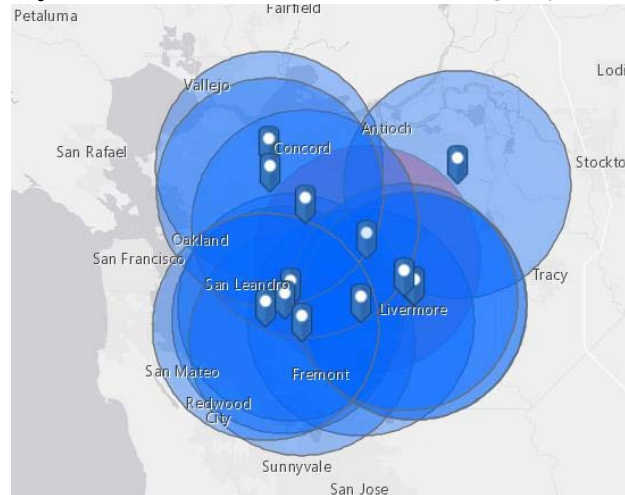 Fairfield
Petaluma
Lodi
Vallejo
Antioch
San Rafael
Concord
Stockto
Oakland
San Francisco
Tracy
San Leandro
Livermore
San Mateo
Fremont
Redwood
City
Sunnyvale
San Jose